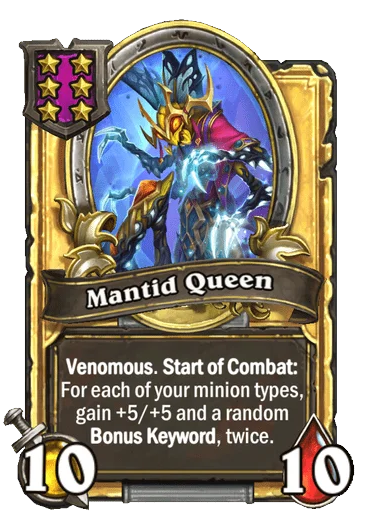 Mantid Queen
Venomous. Start of Combat:
For each of your minion types,
gain +5/+5 and a random
Bonus Keyword, twice.
10
10